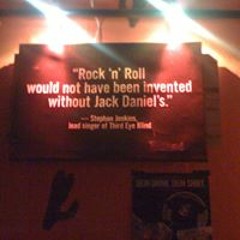 “Rock ’n’ Roll
would not have been invented
without Jack Daniel’s.”
— Stephan Jenkins,
lead singer of Third Eye Blind